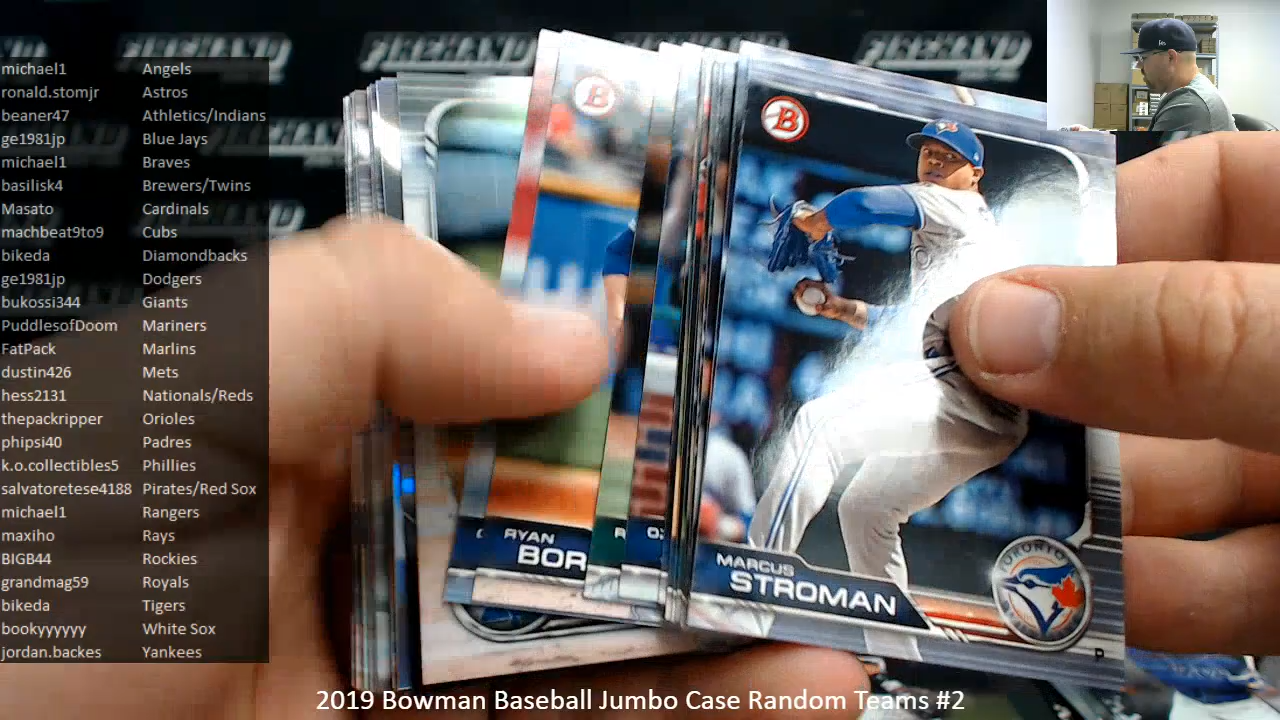 FIREHAND
michael1 Angels
ronald.stomjr Astros
beaner47 Athletics/Indians
ge1981jp Blue Jays
michael1 Braves
basilisk4 Brewers/Twins
Masato Cardinals
machbeat9to9 Cubs
bikeda Diamondbacks
ge1981jp Dodgers
bukossi344 Giants
PuddlesofDoom Mariners
FatPack Marlins
dustin426 Mets
hess2131 Nationals/Reds
thepackripper Orioles
phipsi40 Padres
k.o.collectibles5 Phillies
salvatoretese4188 Pirates/Red Sox
michael1 Rangers
maxiho Rays
BIGB44 Rockies
grandmag59 Royals
bikeda Tigers
bookyyyyyy White Sox
jordan.backes Yankees
B
B
RYAN
BOR
MARCUS
STROMAN
TORONTO
P
2019 Bowman Baseball Jumbo Case Random Teams #2